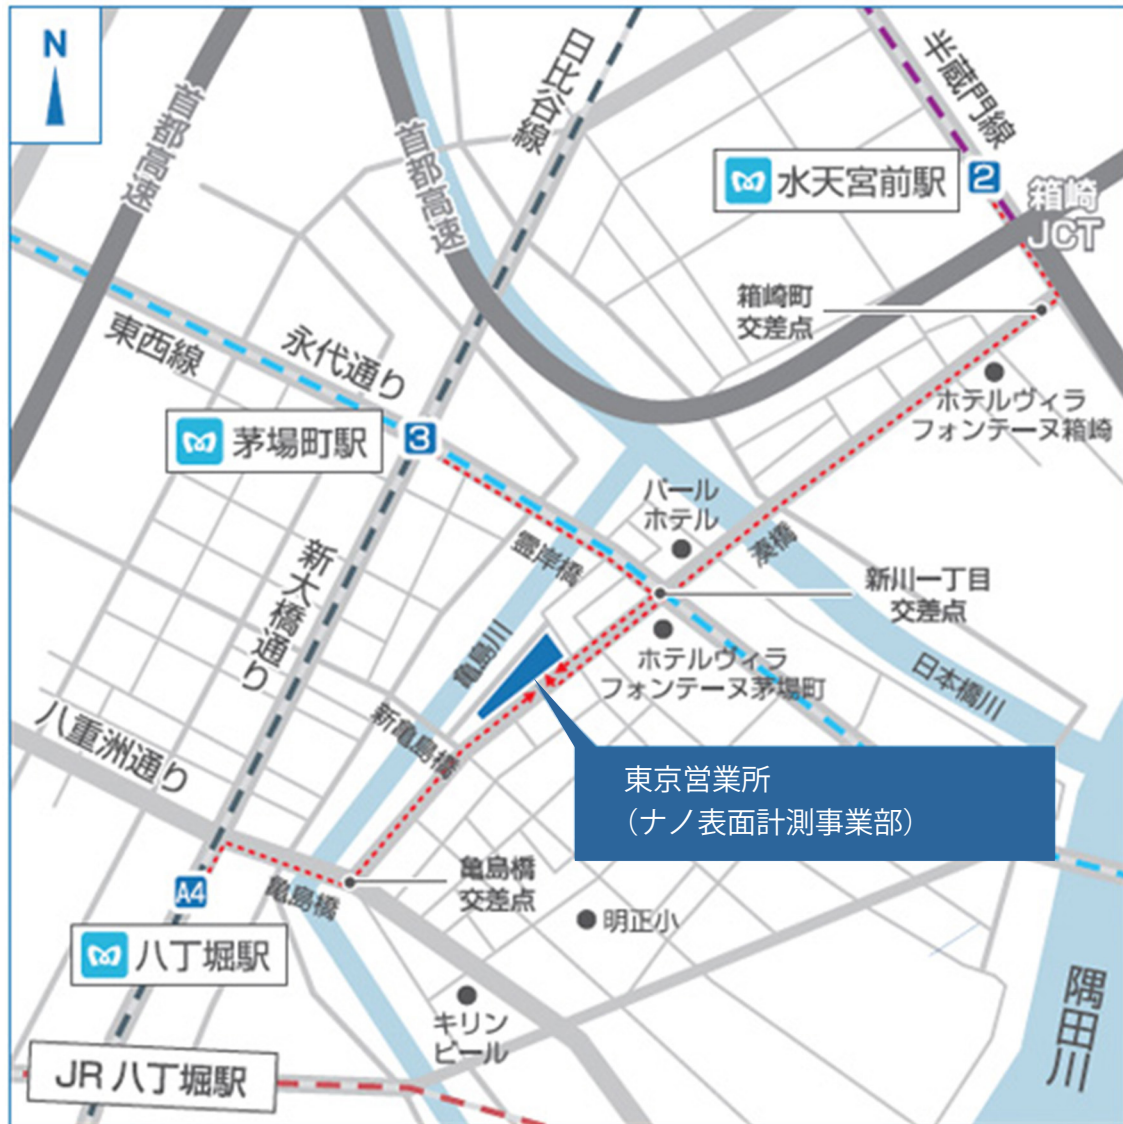 N
首都高速
首都高速
日比谷線
半蔵門線
水天宮前駅
2
箱崎
JCT
箱崎町
交差点
東西線
永代通り
ホテルヴィラ
フォンテーヌ箱崎
茅場町駅
3
パール
ホテル
湊橋
霊岸橋
新川一丁目
交差点
新大橋通り
亀島川
ホテルヴィラ
フォンテーヌ茅場町
日本橋川
八重洲通り
新亀島橋
東京営業所
(ナノ表面計測事業部)
A4
亀島橋
亀島橋
交差点
明正小
八丁堀駅
キリン
ビール
隅田川
JR 八丁堀駅